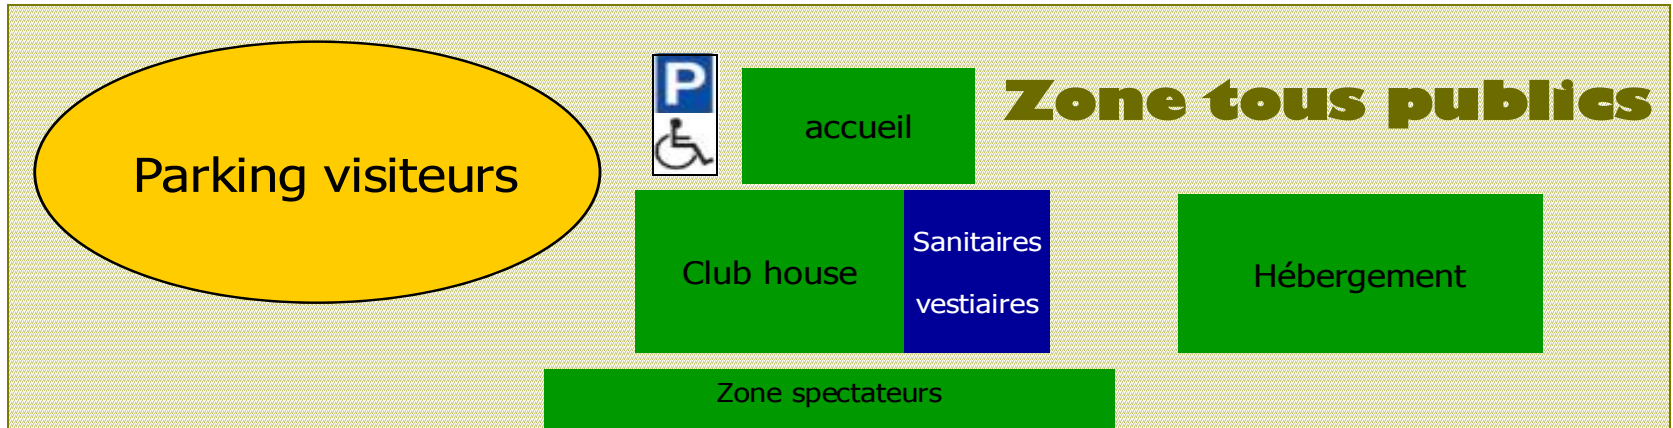 Parking visiteurs
P
accueil
Zone tous publics
Club house
Sanitaires
vestiaires
Hébergement
Zone spectateurs